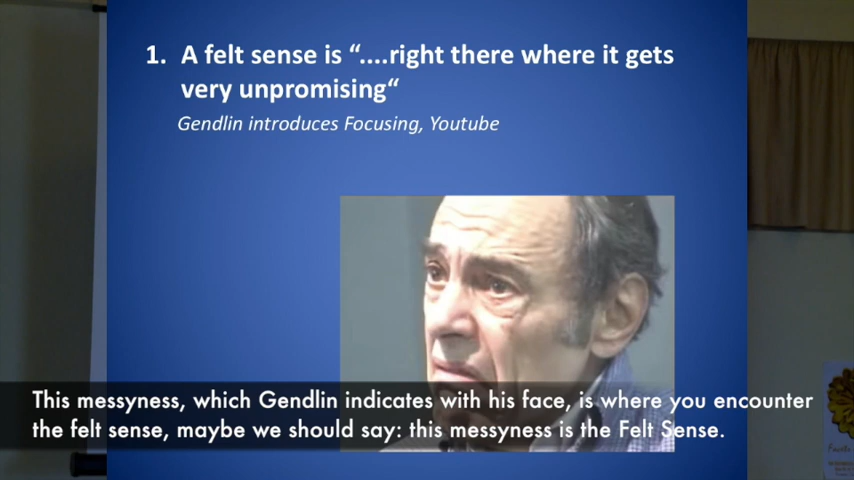 1. A felt sense is “....right there where it gets
very unpromising“
Gendlin introduces Focusing, Youtube
This messyness, which Gendlin indicates with his face, is where you encounter
the felt sense, maybe we should say: this messyness is the Felt Sense.